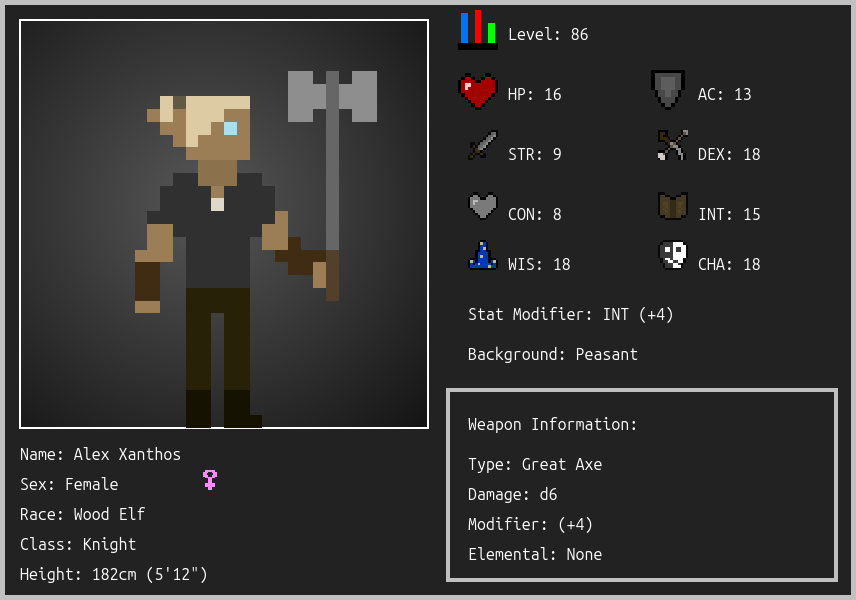 Level: 86
HP: 16
AC: 13
STR: 9
DEX: 18
CON: 8
INT: 15
WIS: 18
CHA: 18
Stat Modifier: INT (+4)
Background: Peasant
Weapon Information:
Type: Great Axe
Damage: d6
Modifier: (+4)
Elemental: None
Name: Alex Xanthos
Sex: Female
Race: Wood Elf
Class: Knight
Height: 182cm (5'12")